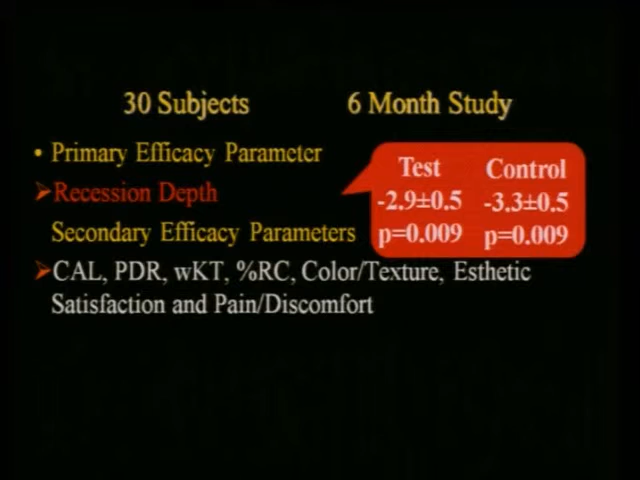 30 Subjects 6 Month Study
• Primary Efficacy Parameter
➢Recession Depth
Secondary Efficacy Parameters
➢CAL, PDR, wKT, %RC, Color/Texture, Esthetic
Satisfaction and Pain/Discomfort
Test Control
-2.9±0.5 -3.3±0.5
p=0.009 p=0.009